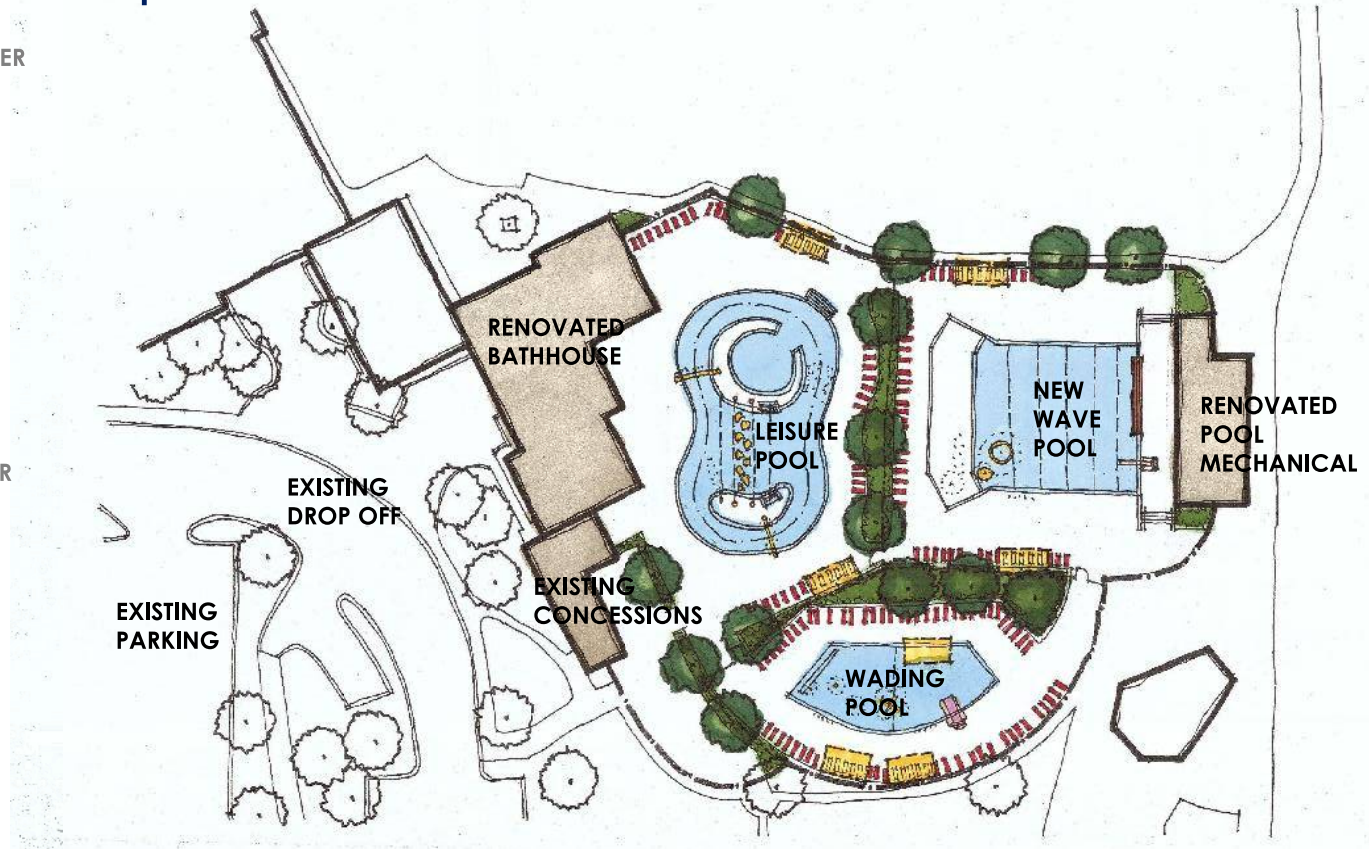 ER
RENOVATED
BATHHOUSE
NEW
WAVE
POOL
RENOVATED
POOL
MECHANICAL
LEISURE
POOL
R
EXISTING
DROP OFF
EXISTING
CONCESSIONS
EXISTING
PARKING
WADING
POOL